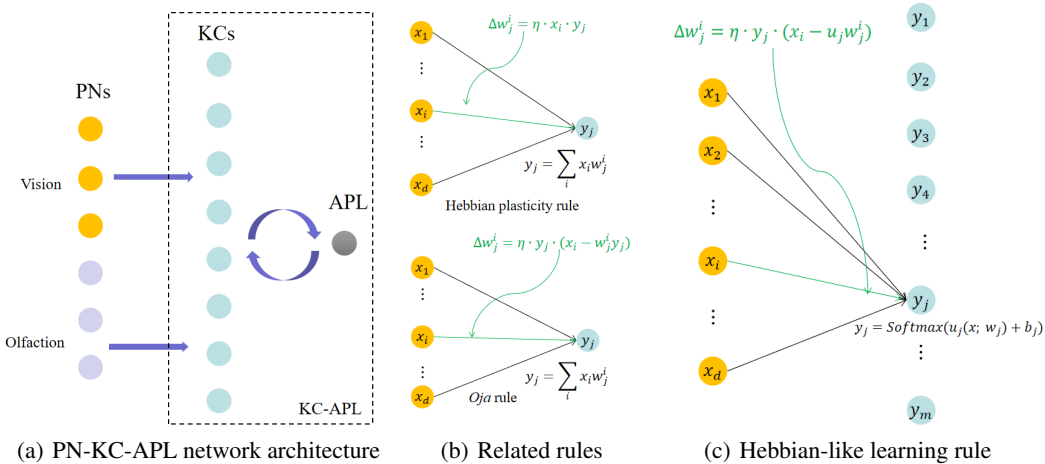 PNs
Vision
Olfaction
KCs
APL
KC-APL
(a) PN-KC-APL network architecture
Δw_j^i = η · x_i · y_j
x_1
⋮
x_i
⋮
x_d
y_j
y_j = ∑_i x_i w_j^i
Hebbian plasticity rule
Δw_j^i = η · y_j · (x_i − w_j^i y_j)
x_1
⋮
x_i
⋮
x_d
y_j
y_j = ∑_i x_i w_j^i
Oja rule
(b) Related rules
Δw_j^i = η · y_j · (x_i − u_j w_j^i)
x_1
x_2
⋮
x_i
⋮
x_d
y_1
y_2
y_3
y_4
⋮
y_j
y_j = Softmax(u_j(x; w_j) + b_j)
⋮
y_m
(c) Hebbian-like learning rule